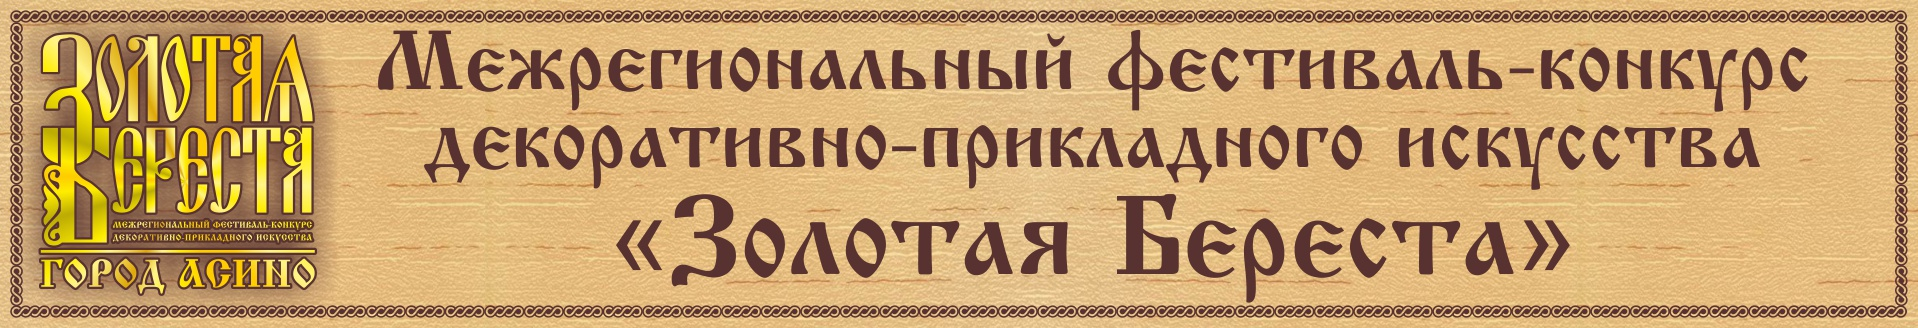 ЗОЛОТАЯ
БЕРЕСТА
МЕЖРЕГИОНАЛЬНЫЙ ФЕСТИВАЛЬ-КОНКУРС
ДЕКОРАТИВНО-ПРИКЛАДНОГО ИСКУССТВА
ГОРОД АСИНО
Межрегиональный фестиваль-конкурс
декоративно-прикладного искусства
«Золотая Береста»